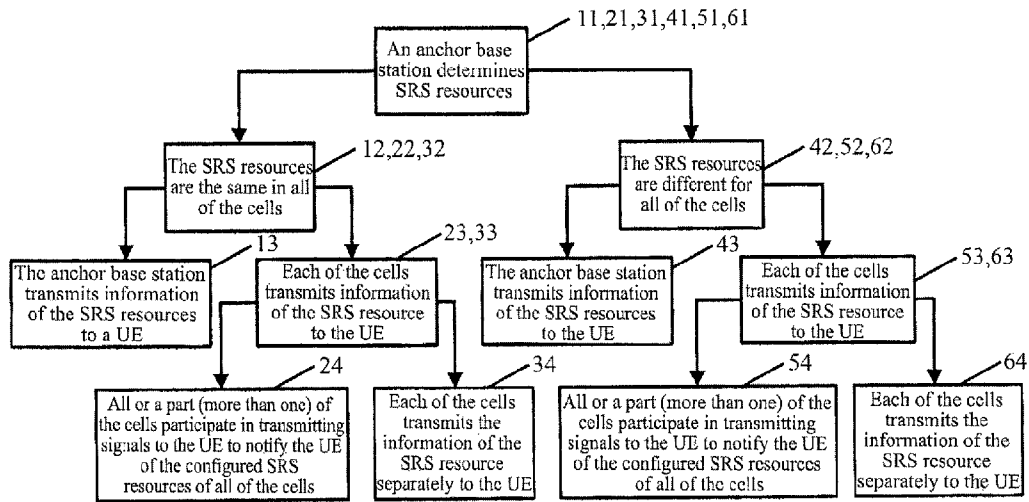 11,21,31,41,51,61
An anchor base
station determines
SRS resources
12,22,32
The SRS resources
are the same in all
of the cells
42,52,62
The SRS resources
are different for
all of the cells
13
The anchor base station
transmits information
of the SRS resources
to a UE
23,33
Each of the cells
transmits information
of the SRS resource
to the UE
43
The anchor base station
transmits information
of the SRS resources
to the UE
53,63
Each of the cells
transmits information
of the SRS resource
to the UE
24
All or a part (more than one) of
the cells participate in transmitting
signals to the UE to notify the UE
of the configured SRS
resources of all of the cells
34
Each of the cells
transmits the
information of the
SRS resource
separately to the UE
54
All or a part (more than one) of the
cells participate in transmitting
signals to the UE to notify the UE
of the configured SRS resources
of all of the cells
64
Each of the cells
transmits the
information of the
SRS resource
separately to the UE